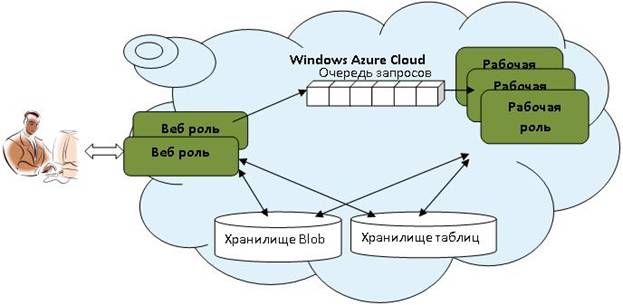 Windows Azure Cloud
Очередь запросов
Рабочая
Рабочая
Рабочая
роль
Веб роль
Веб роль
Хранилище Blob
Хранилище таблиц